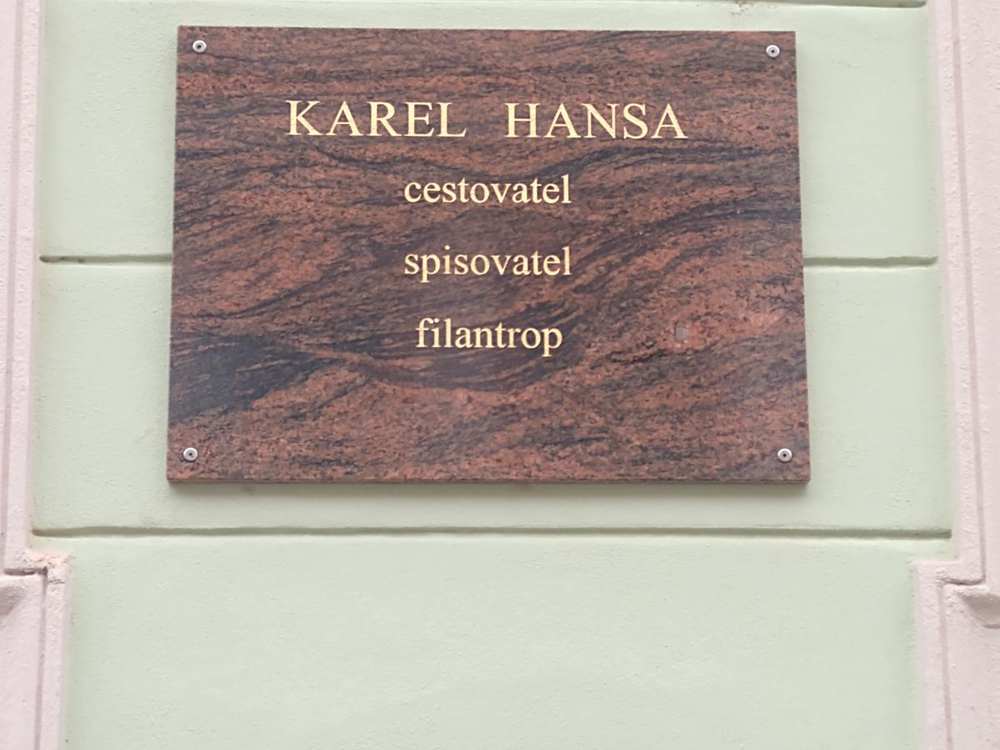 KAREL HANSA
cestovatel
spisovatel
filantrop